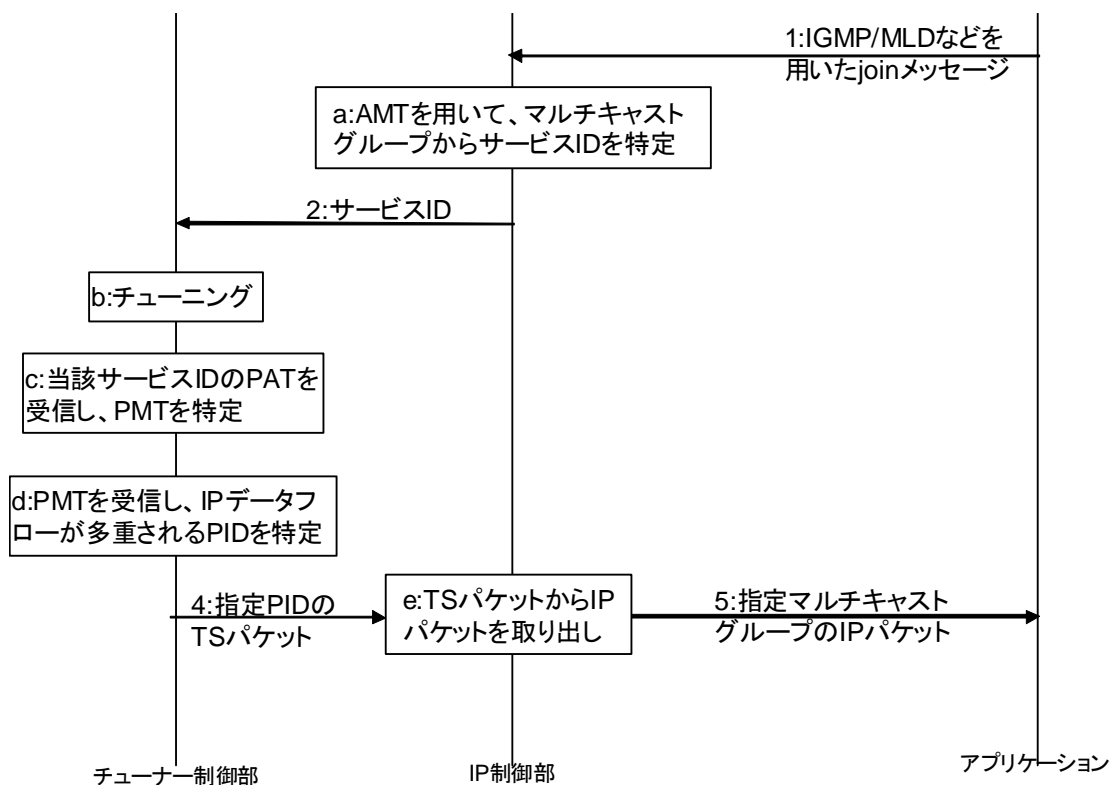 1:IGMP/MLDなどを
用いたjoinメッセージ
a:AMTを用いて、マルチキャスト
グループからサービスIDを特定
2:サービスID
b:チューニング
c:当該サービスIDのPATを
受信し、PMTを特定
d:PMTを受信し、IPデータフ
ローが多重されるPIDを特定
4:指定PIDの
TSパケット
e:TSパケットからIP
パケットを取り出し
5:指定マルチキャスト
グループのIPパケット
チューナー制御部
IP制御部
アプリケーション